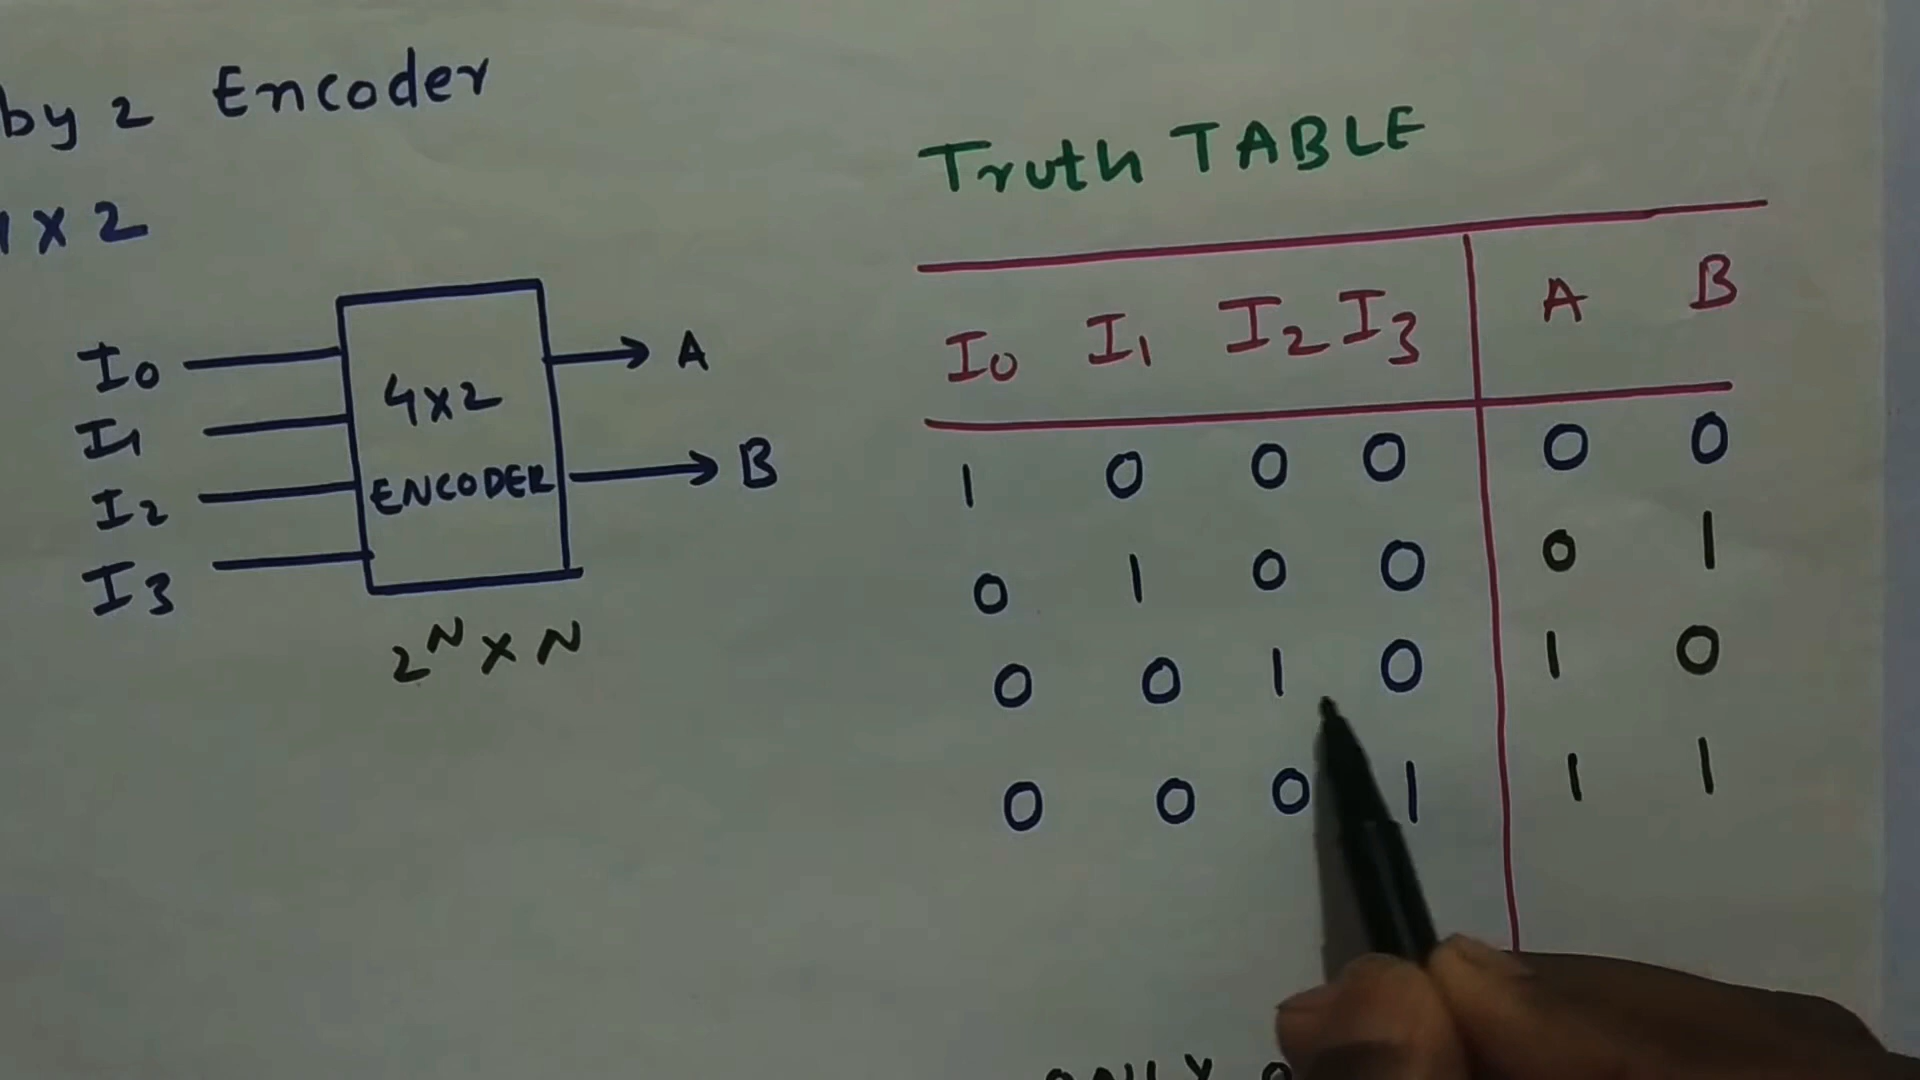 by 2 Encoder
x 2
I0
I1
I2
I3
4x2
ENCODER
A
B
2^N x N
Truth TABLE
I0 I1 I2 I3 A B
1 0 0 0 0 0
0 1 0 0 0 1
0 0 1 0 1 0
0 0 0 1 1 1
ONLY